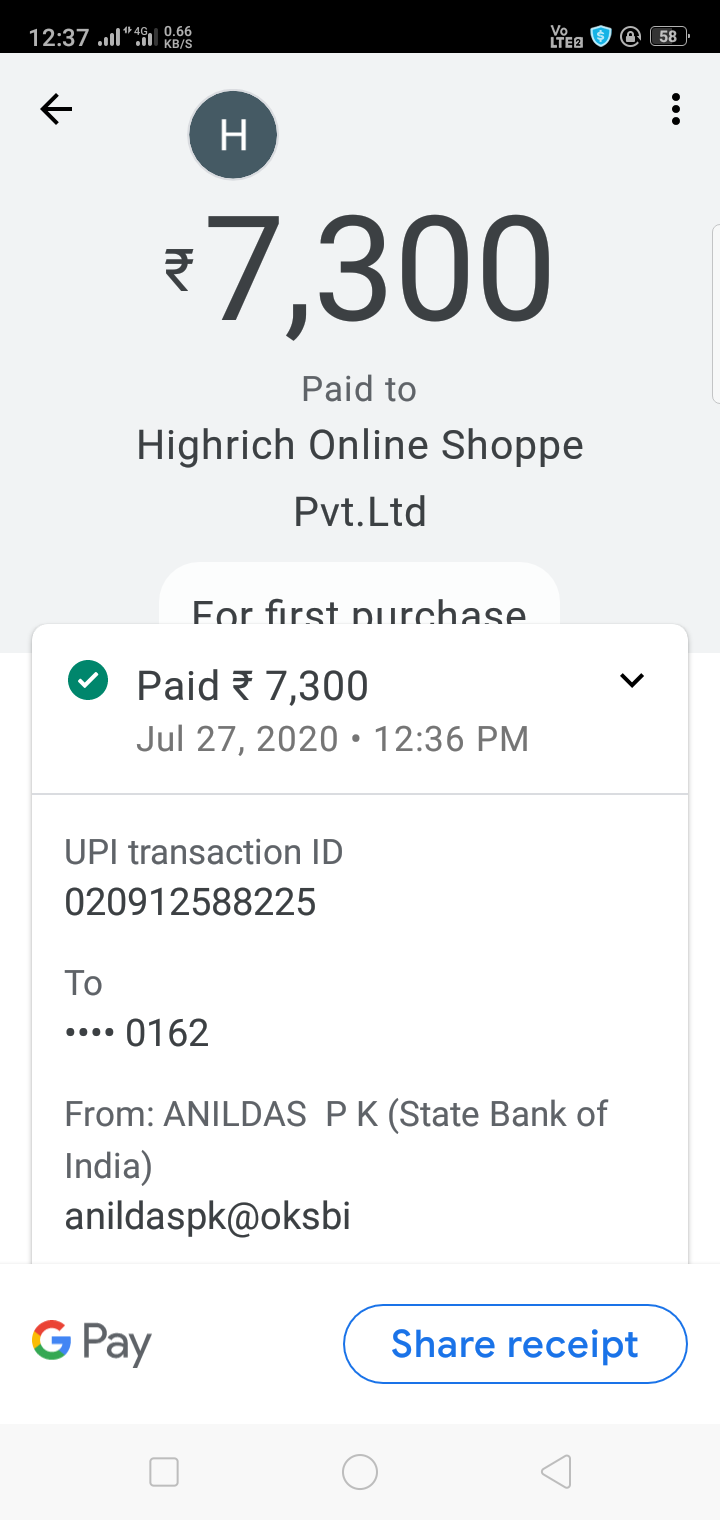 12:37 4G 0.66 KB/S Vo LTE2 58
H
₹7,300
Paid to
Highrich Online Shoppe
Pvt.Ltd
For first purchase
Paid ₹ 7,300
Jul 27, 2020 • 12:36 PM
UPI transaction ID
020912588225
To
•••• 0162
From: ANILDAS P K (State Bank of
India)
anildaspk@oksbi
G Pay
Share receipt